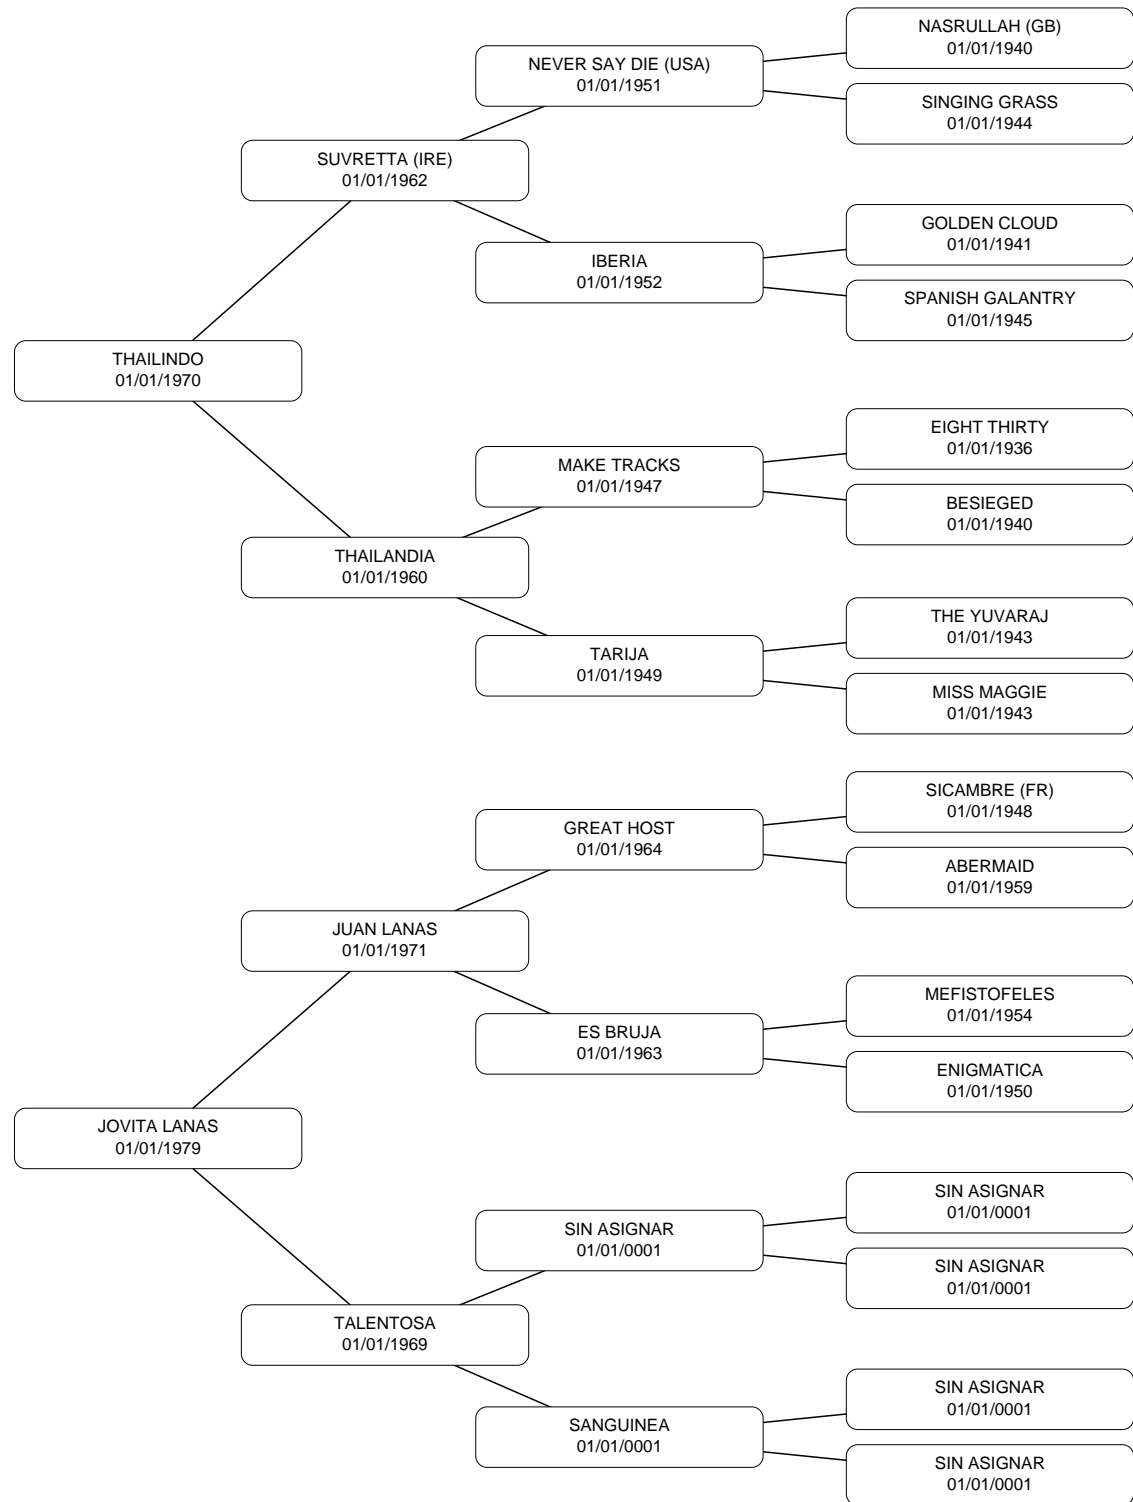 NASRULLAH (GB)
01/01/1940
NEVER SAY DIE (USA)
01/01/1951
SINGING GRASS
01/01/1944
SUVRETTA (IRE)
01/01/1962
GOLDEN CLOUD
01/01/1941
IBERIA
01/01/1952
SPANISH GALANTRY
01/01/1945
THAILINDO
01/01/1970
EIGHT THIRTY
01/01/1936
MAKE TRACKS
01/01/1947
BESIEGED
01/01/1940
THAILANDIA
01/01/1960
THE YUVARAJ
01/01/1943
TARIJA
01/01/1949
MISS MAGGIE
01/01/1943
SICAMBRE (FR)
01/01/1948
GREAT HOST
01/01/1964
ABERMAID
01/01/1959
JUAN LANAS
01/01/1971
MEFISTOFELES
01/01/1954
ES BRUJA
01/01/1963
ENIGMATICA
01/01/1950
JOVITA LANAS
01/01/1979
SIN ASIGNAR
01/01/0001
SIN ASIGNAR
01/01/0001
SIN ASIGNAR
01/01/0001
TALENTOSA
01/01/1969
SIN ASIGNAR
01/01/0001
SANGUINEA
01/01/0001
SIN ASIGNAR
01/01/0001